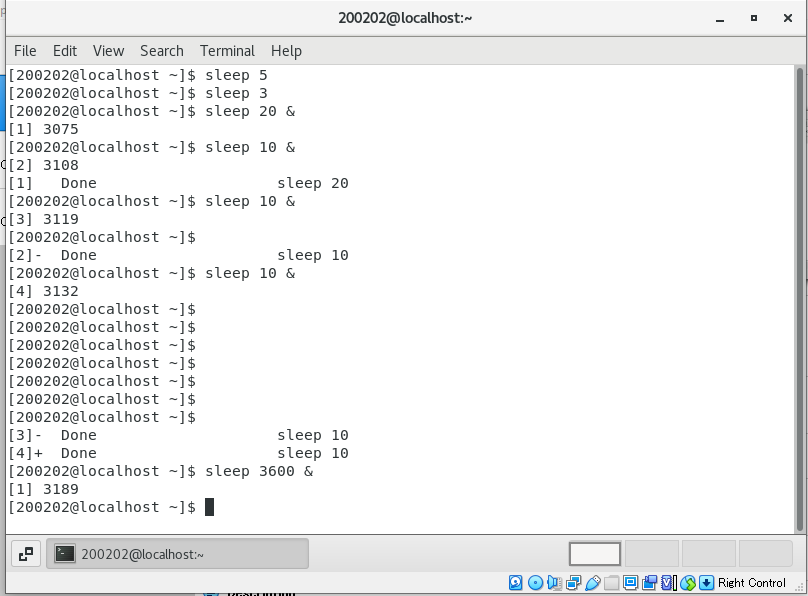 200202@localhost:~
File Edit View Search Terminal Help
[200202@localhost ~]$ sleep 5
[200202@localhost ~]$ sleep 3
[200202@localhost ~]$ sleep 20 &
[1] 3075
[200202@localhost ~]$ sleep 10 &
[2] 3108
[1]   Done                    sleep 20
[200202@localhost ~]$ sleep 10 &
[3] 3119
[200202@localhost ~]$
[2]-  Done                    sleep 10
[200202@localhost ~]$ sleep 10 &
[4] 3132
[200202@localhost ~]$
[200202@localhost ~]$
[200202@localhost ~]$
[200202@localhost ~]$
[200202@localhost ~]$
[200202@localhost ~]$
[200202@localhost ~]$
[3]-  Done                    sleep 10
[4]+  Done                    sleep 10
[200202@localhost ~]$ sleep 3600 &
[1] 3189
[200202@localhost ~]$
200202@localhost:~
Right Control